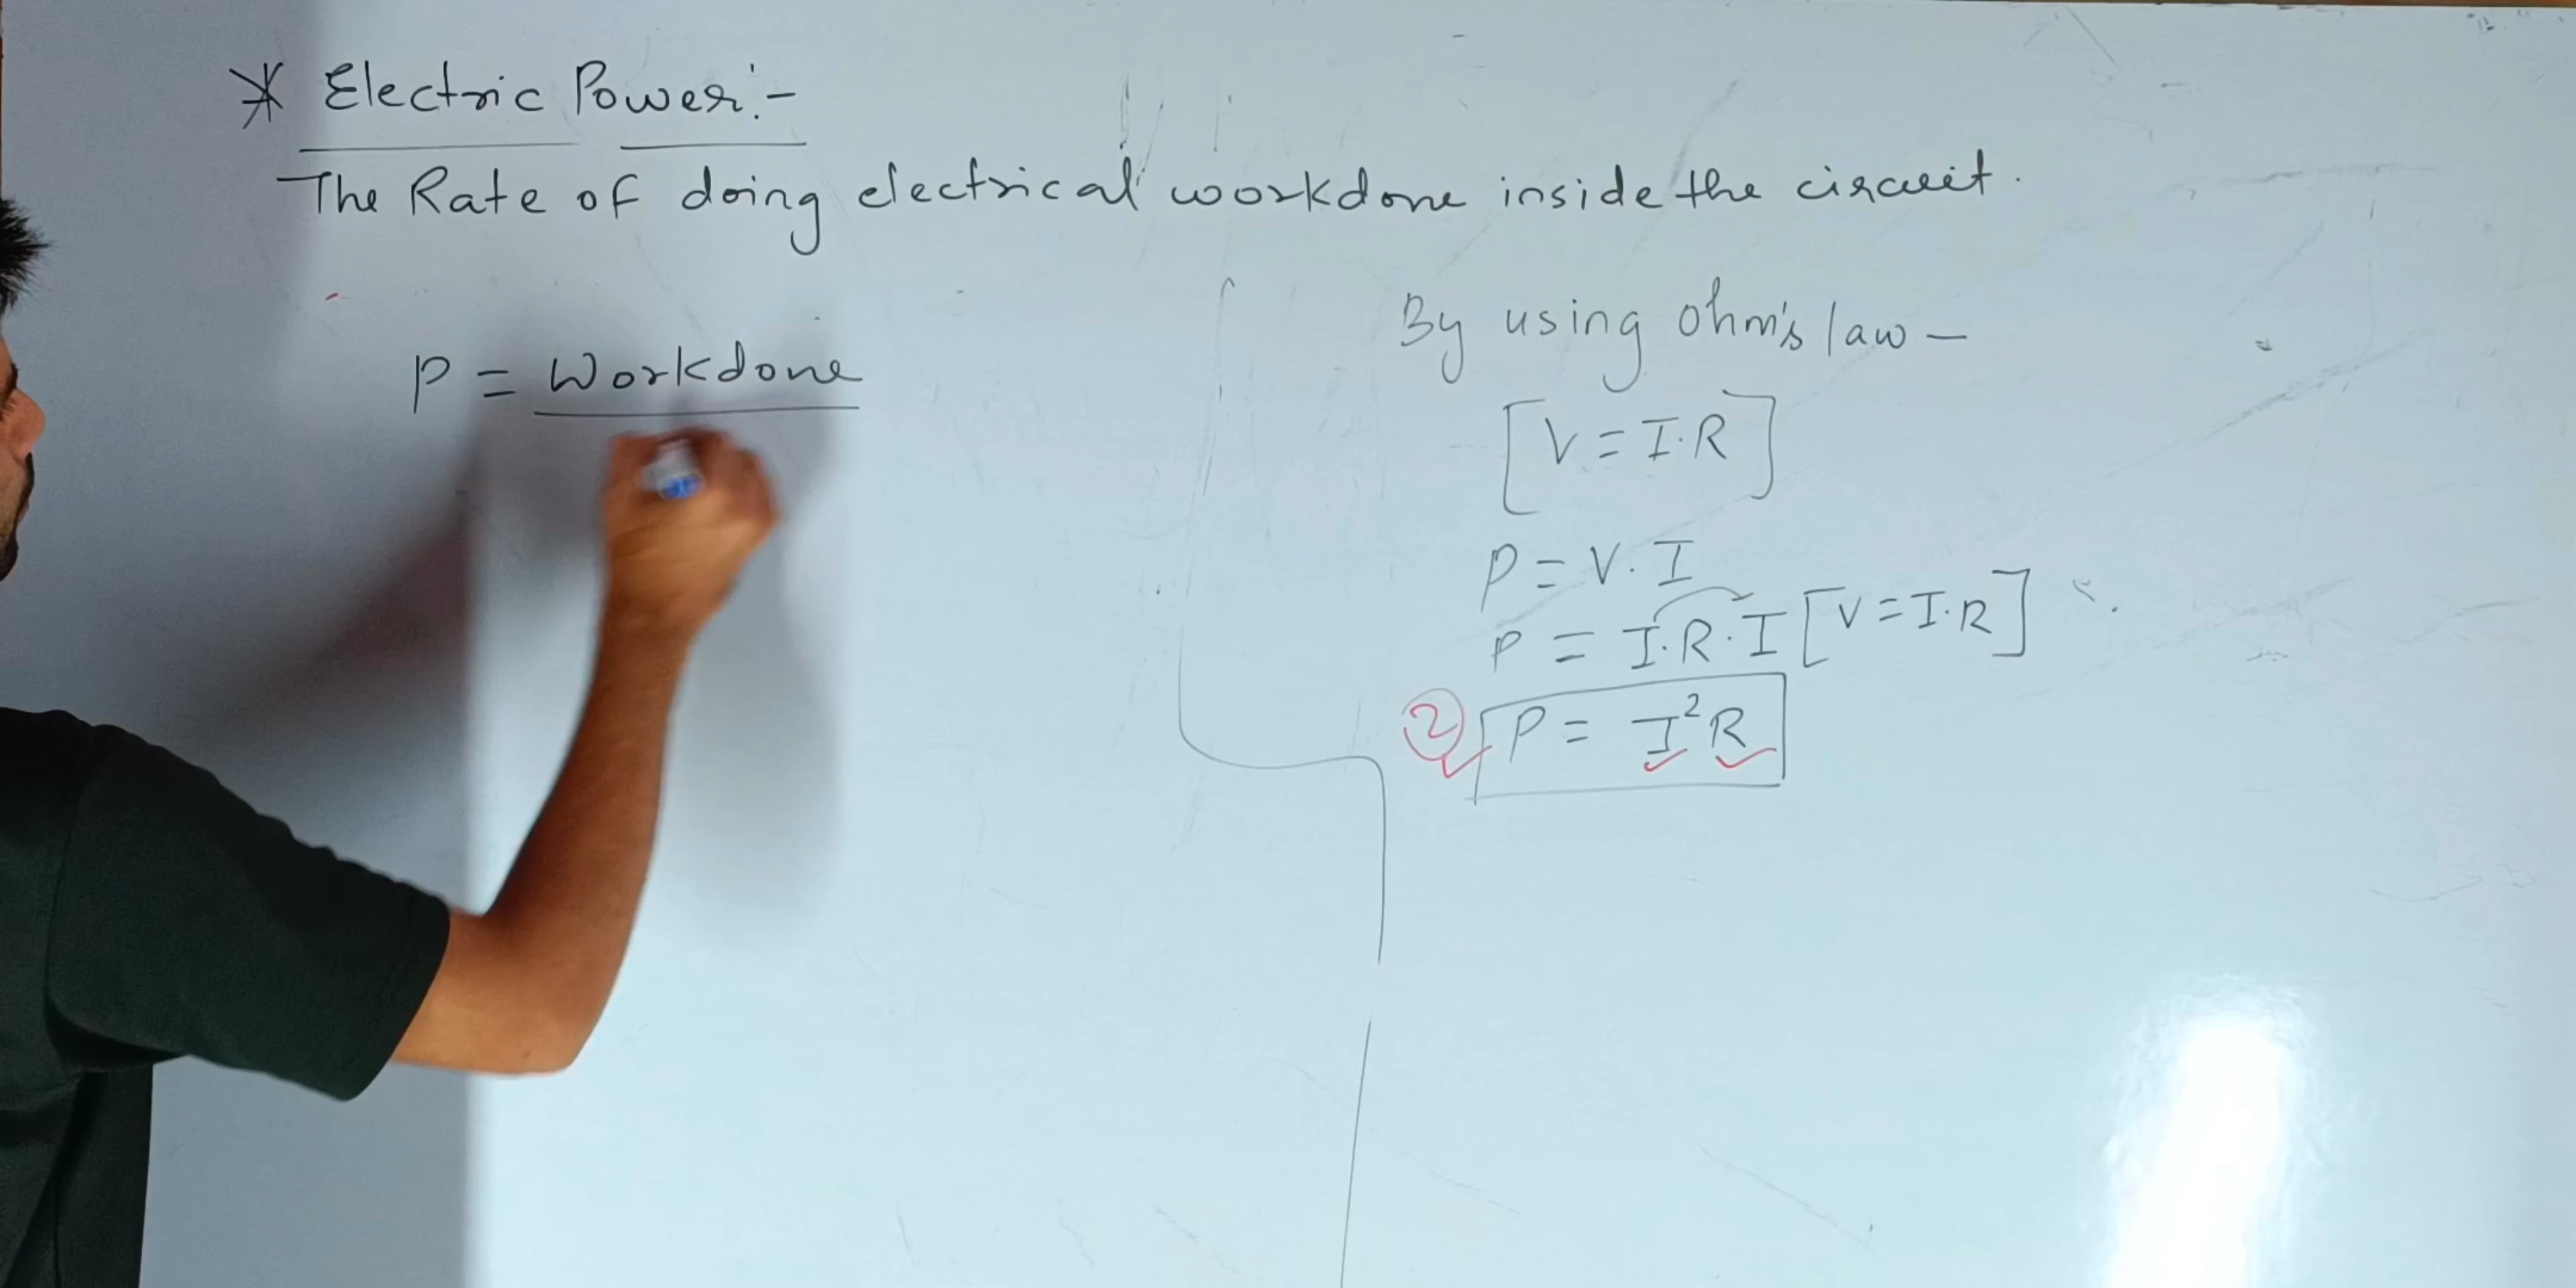 * Electric Power:-
The Rate of doing electrical workdone inside the circuit.
P = Workdone
By using ohm's law -
[V = I.R]
P = V. I
P = I.R.I [V = I.R]
2 P = I²R